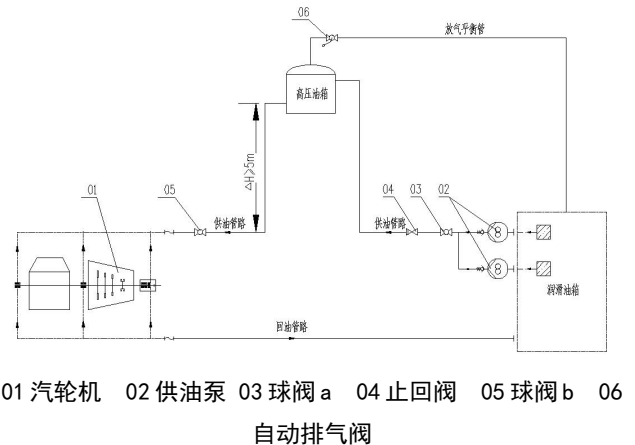 06
放气平衡管
高压油箱
△H≥5m
01
05
04
03
02
供油管路
供油管路
润滑油箱
回油管路
01 汽轮机 02 供油泵 03 球阀a 04 止回阀 05 球阀b 06
自动排气阀